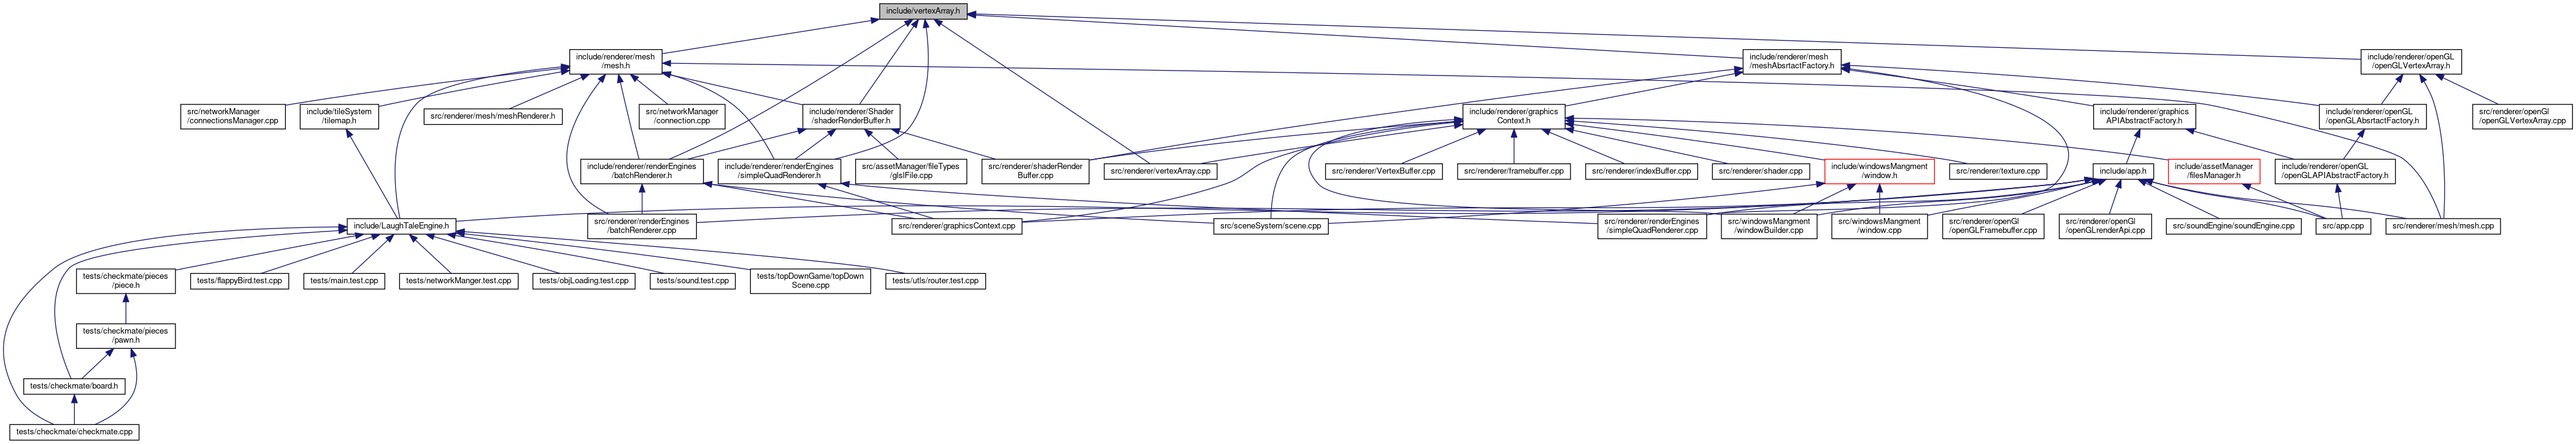 include/vertexArray.h
include/renderer/mesh
/mesh.h
include/renderer/mesh
/meshAbsrtactFactory.h
include/renderer/openGL
/openGLVertexArray.h
src/networkManager
/connectionsManager.cpp
include/tileSystem
/tilemap.h
src/renderer/mesh/meshRenderer.h
src/networkManager
/connection.cpp
include/renderer/Shader
/shaderRenderBuffer.h
include/renderer/graphics
Context.h
include/renderer/graphics
APIAbstractFactory.h
include/renderer/openGL
/openGLAbsrtactFactory.h
src/renderer/openGl
/openGLVertexArray.cpp
include/renderer/renderEngines
/batchRenderer.h
include/renderer/renderEngines
/simpleQuadRenderer.h
src/assetManager/fileTypes
/glslFile.cpp
src/renderer/shaderRender
Buffer.cpp
src/renderer/vertexArray.cpp
src/renderer/VertexBuffer.cpp
src/renderer/framebuffer.cpp
src/renderer/indexBuffer.cpp
src/renderer/shader.cpp
include/windowsMangment
/window.h
src/renderer/texture.cpp
include/app.h
include/assetManager
/filesManager.h
include/renderer/openGL
/openGLAPIAbstractFactory.h
include/LaughTaleEngine.h
src/renderer/renderEngines
/batchRenderer.cpp
src/renderer/graphicsContext.cpp
src/sceneSystem/scene.cpp
src/renderer/renderEngines
/simpleQuadRenderer.cpp
src/windowsMangment
/windowBuilder.cpp
src/windowsMangment
/window.cpp
src/renderer/openGl
/openGLFramebuffer.cpp
src/renderer/openGl
/openGLrenderApi.cpp
src/soundEngine/soundEngine.cpp
src/app.cpp
src/renderer/mesh/mesh.cpp
tests/checkmate/pieces
/piece.h
tests/flappyBird.test.cpp
tests/main.test.cpp
tests/networkManger.test.cpp
tests/objLoading.test.cpp
tests/sound.test.cpp
tests/topDownGame/topDown
Scene.cpp
tests/utls/router.test.cpp
tests/checkmate/pieces
/pawn.h
tests/checkmate/board.h
tests/checkmate/checkmate.cpp